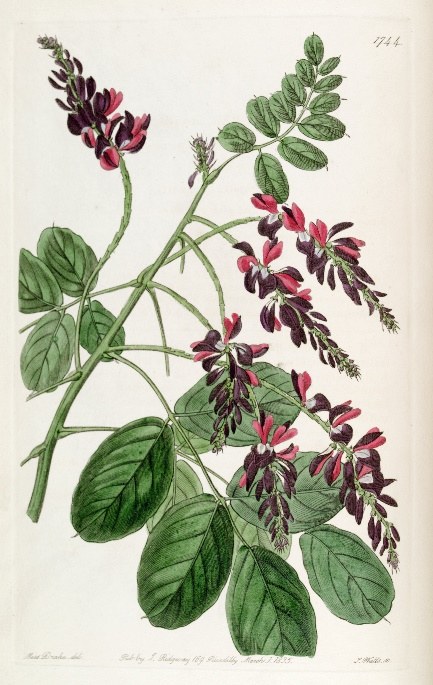 1744
Miss Drake del.
Pub. by J. Ridgway 169 Piccadilly March 1. 1835.
J. Watts sc.